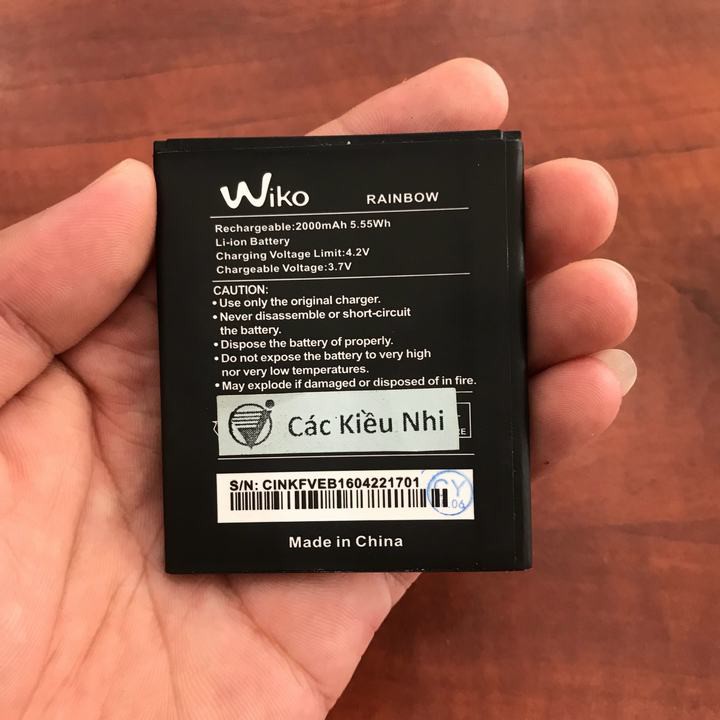 Wiko RAINBOW
Rechargeable:2000mAh 5.55Wh
Li-ion Battery
Charging Voltage Limit:4.2V
Chargeable Voltage:3.7V
CAUTION:
• Use only the original charger.
• Never disassemble or short-circuit
the battery.
• Dispose the battery of properly.
• Do not expose the battery to very high
nor very low temperatures.
• May explode if damaged or disposed of in fire.
Các Kiều Nhi
S/N: CINKFVEB1604221701
CY
.06
Made in China